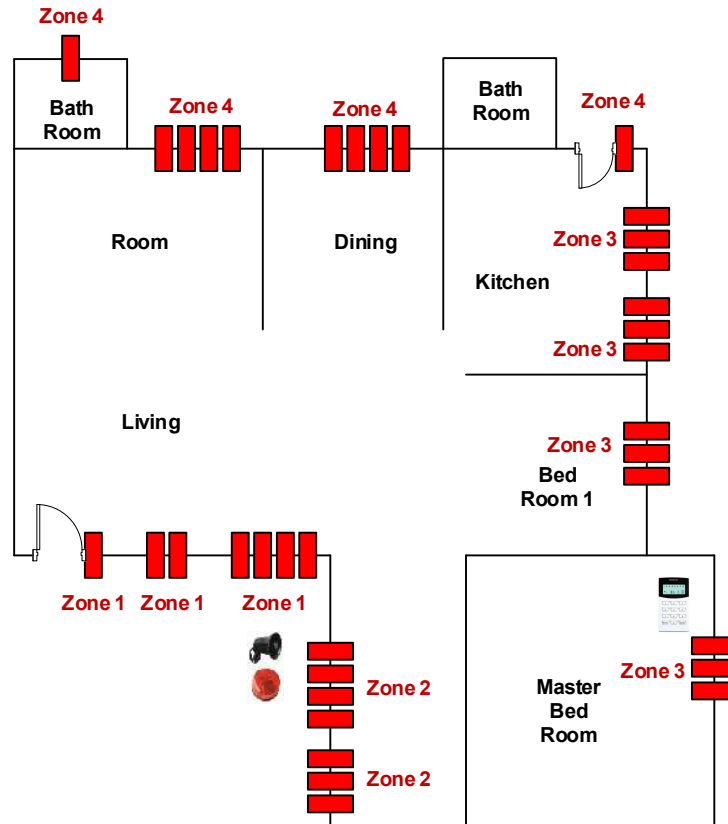 Zone 4
Bath
Room
Zone 4
Zone 4
Bath
Room
Zone 4
Room
Dining
Zone 3
Kitchen
Zone 3
Living
Zone 3
Bed
Room 1
Zone 1
Zone 1
Zone 1
Zone 2
Master
Bed
Room
Zone 3
Zone 2